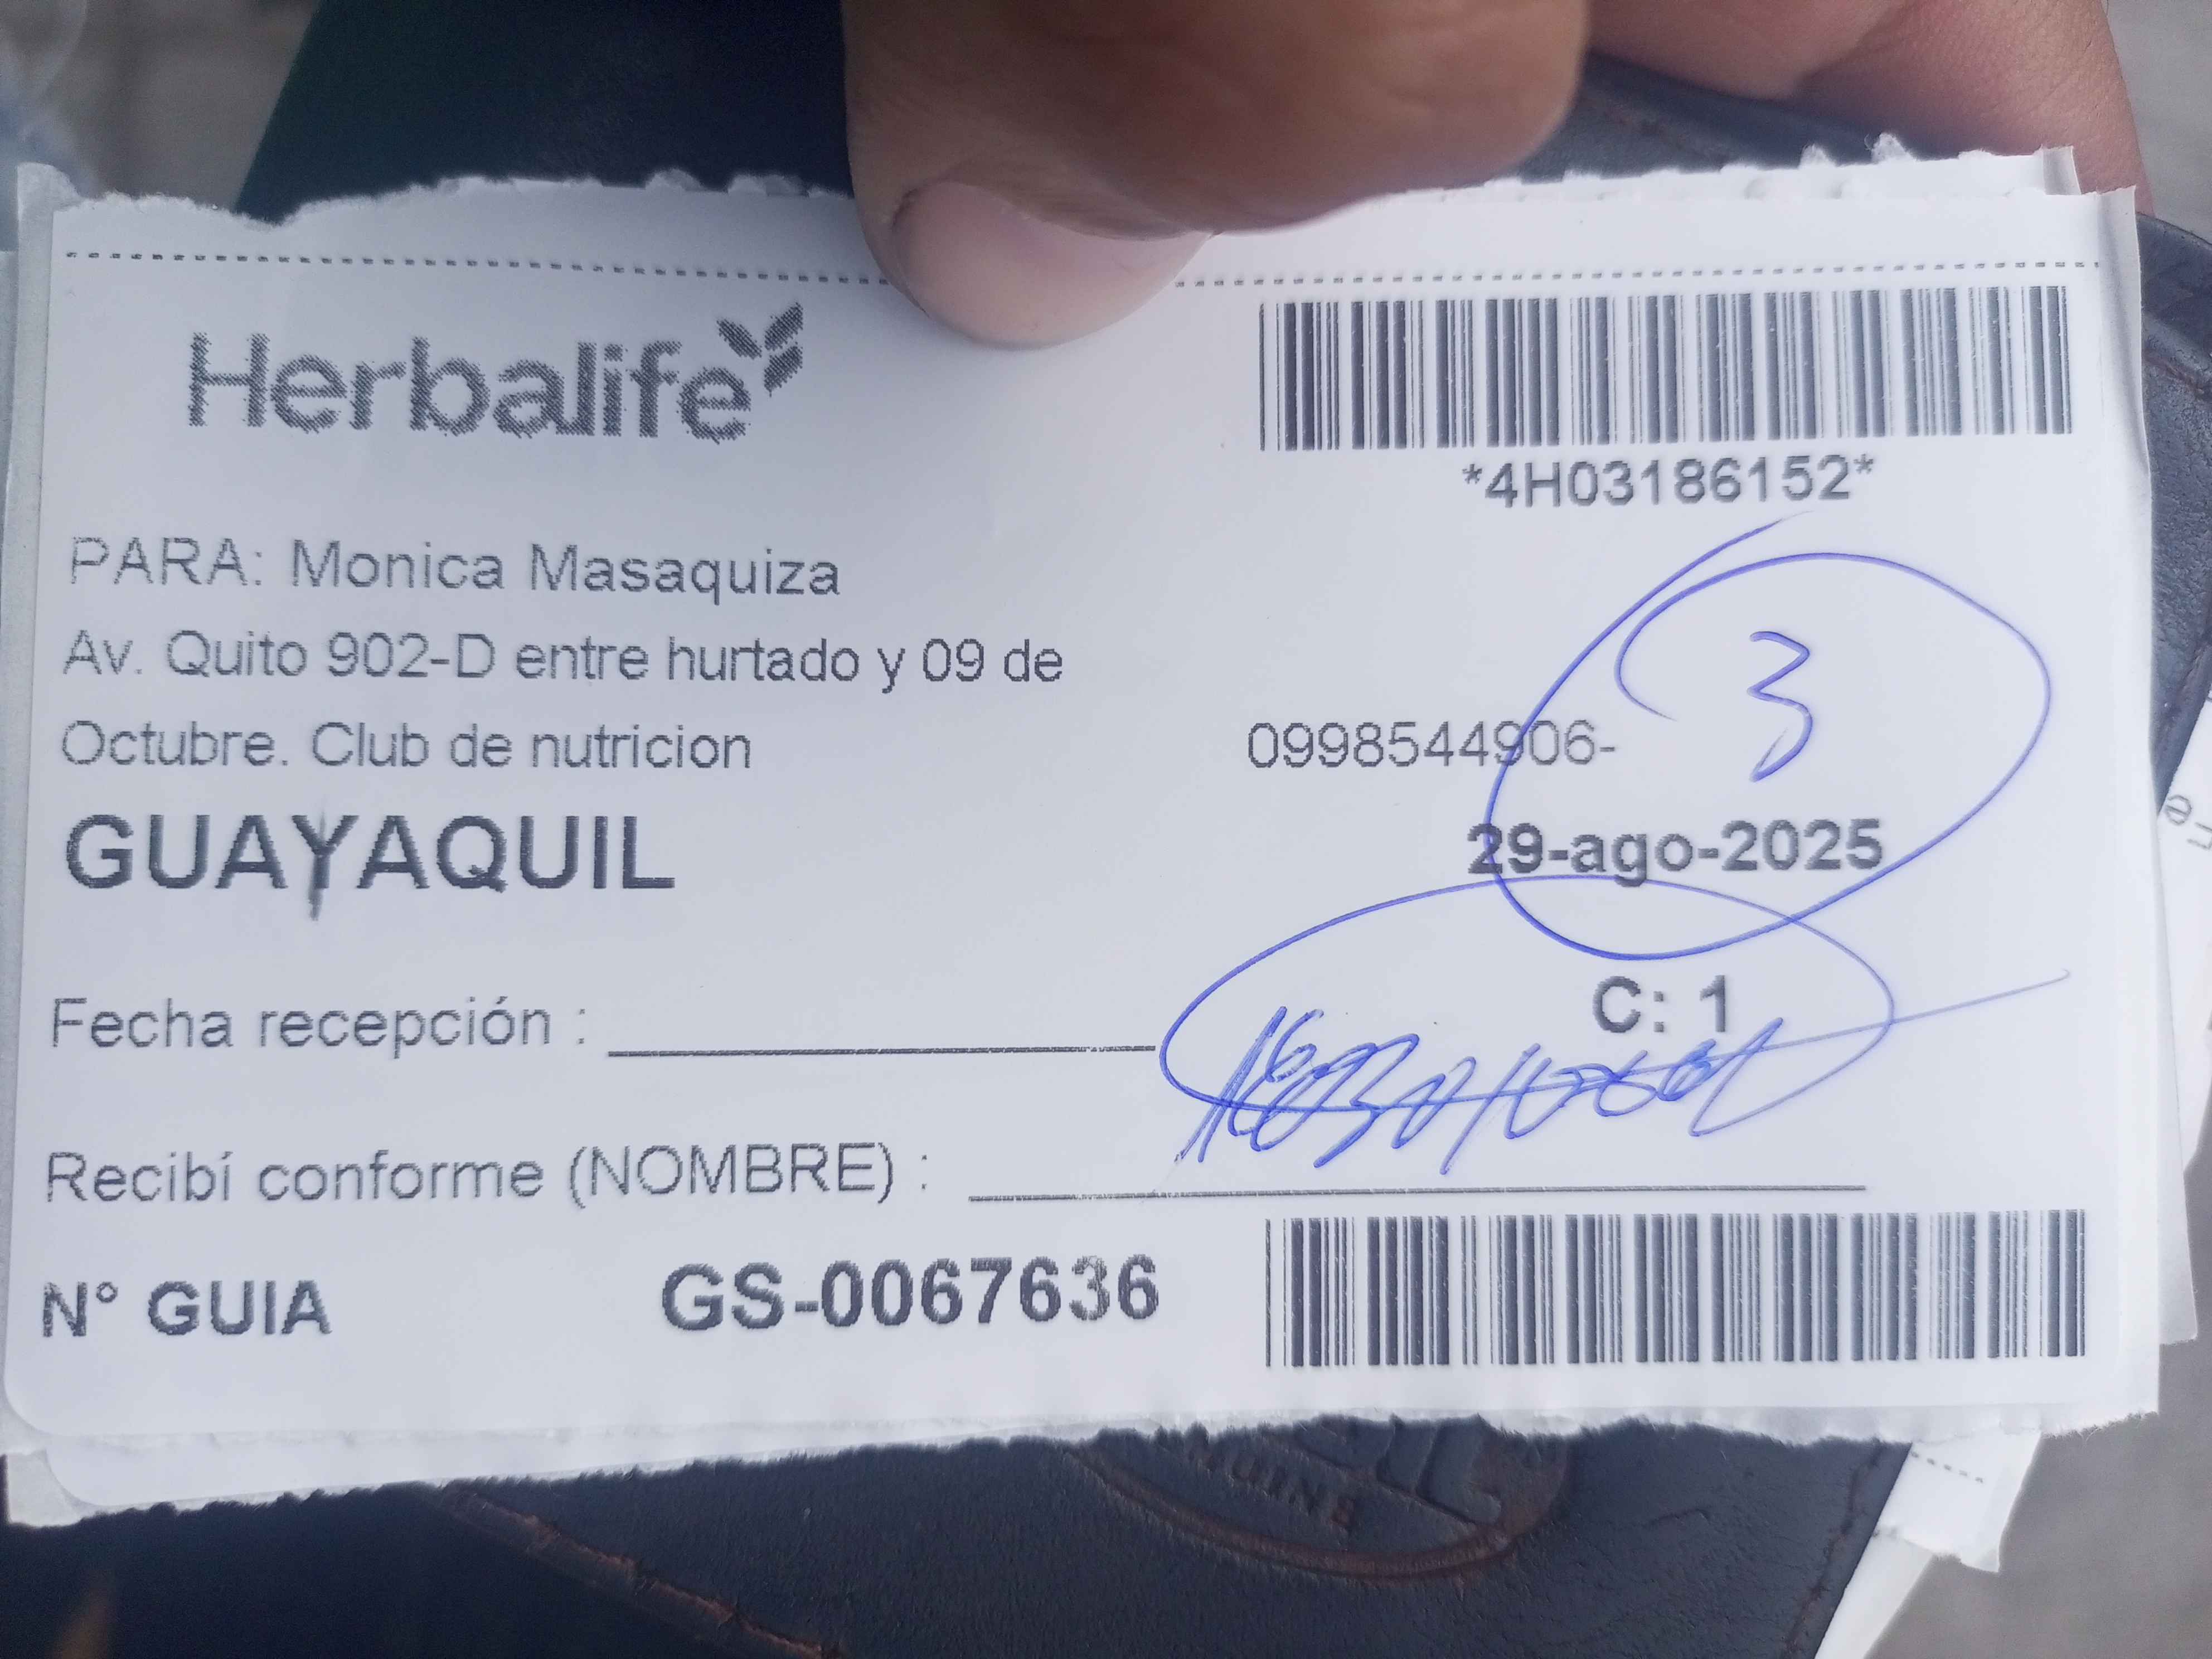 Herbalife
*4H03186152*
PARA: Monica Masaquiza
Av. Quito 902-D entre hurtado y 09 de
Octubre. Club de nutricion
0998544906-
3
GUAYAQUIL
29-ago-2025
Fecha recepción :
C: 1
Recibí conforme (NOMBRE) :
N° GUIA GS-0067636